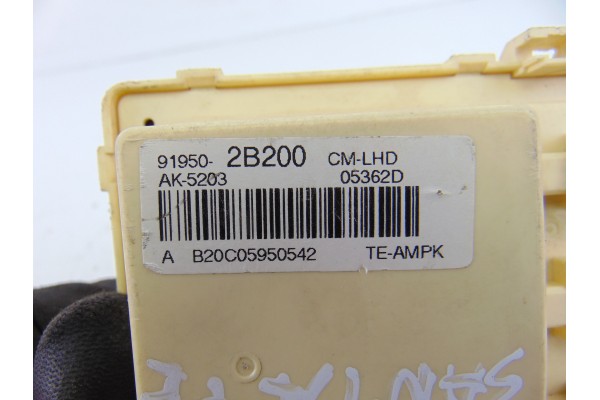 91950- 2B200 CM-LHD
AK-5203 05362D
A B20C05950542 TE-AMPK